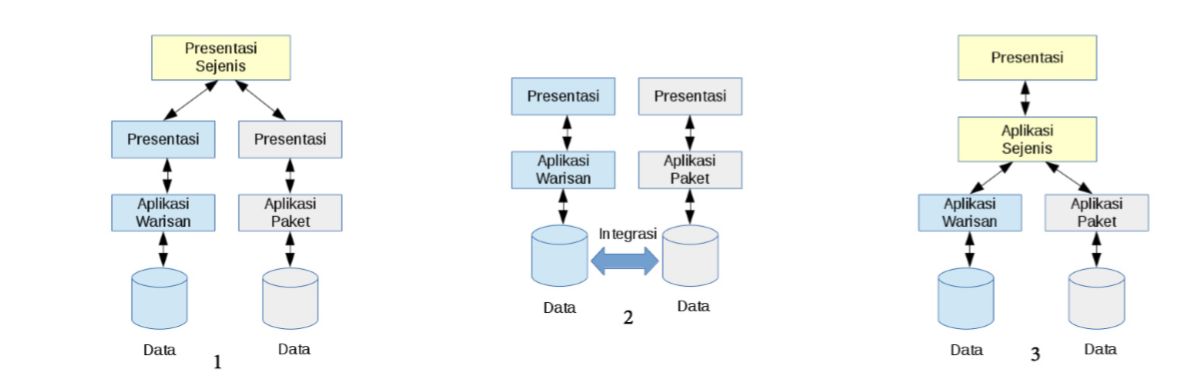 Presentasi
Sejenis
Presentasi
Presentasi
Aplikasi
Warisan
Aplikasi
Paket
Data
Data
1
Presentasi
Presentasi
Aplikasi
Warisan
Aplikasi
Paket
Integrasi
Data
Data
2
Presentasi
Aplikasi
Sejenis
Aplikasi
Warisan
Aplikasi
Paket
Data
Data
3